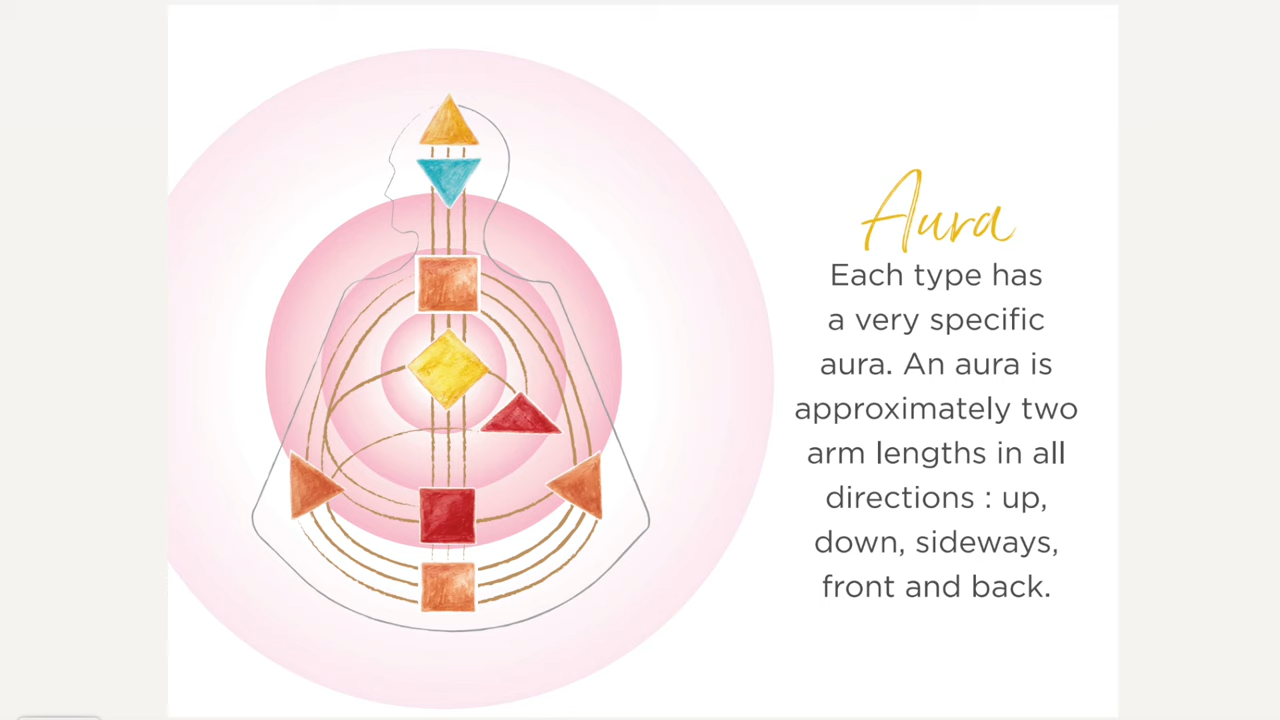 Aura
Each type has
a very specific
aura. An aura is
approximately two
arm lengths in all
directions : up,
down, sideways,
front and back.